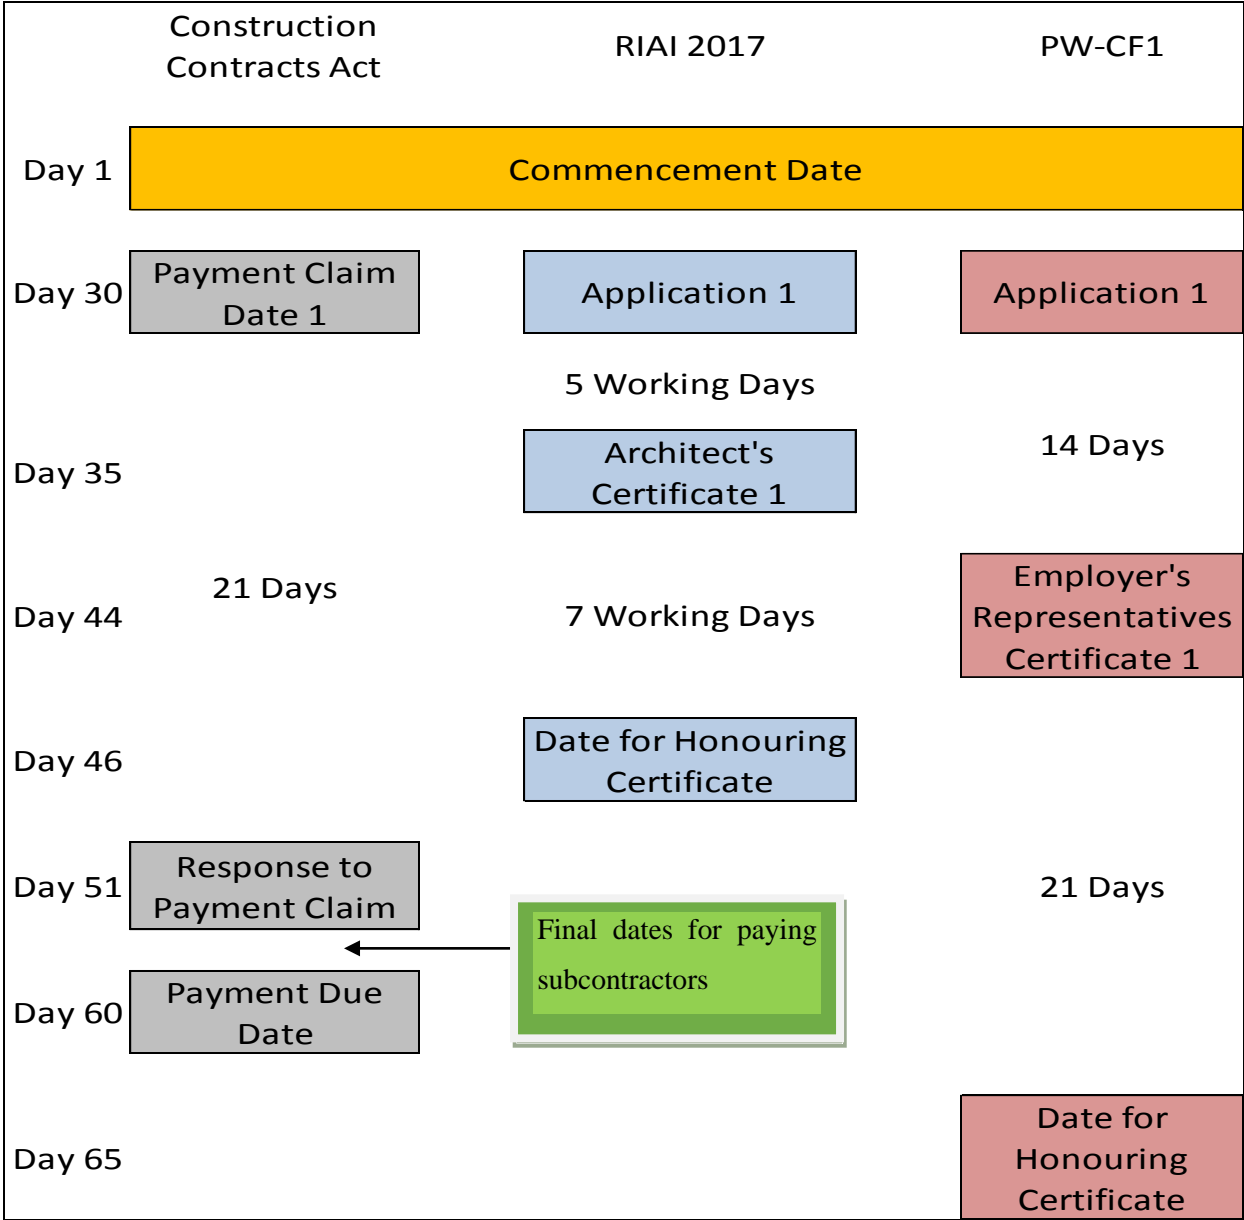 Construction
Contracts Act
RIAI 2017
PW-CF1
Day 1
Commencement Date
Day 30
Payment Claim
Date 1
Application 1
Application 1
5 Working Days
14 Days
Day 35
Architect's
Certificate 1
21 Days
Day 44
7 Working Days
Employer's
Representatives
Certificate 1
Day 46
Date for Honouring
Certificate
Day 51
Response to
Payment Claim
21 Days
Final dates for paying
subcontractors
Day 60
Payment Due
Date
Day 65
Date for
Honouring
Certificate